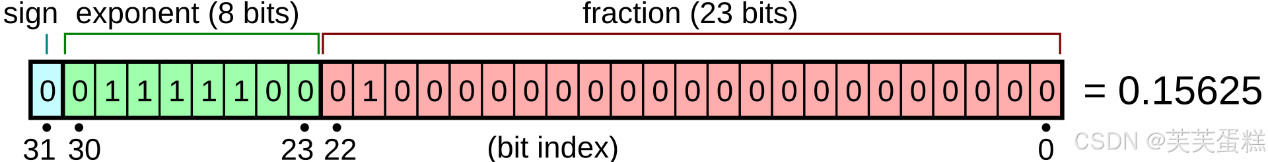 sign exponent (8 bits) fraction (23 bits)
0 0 1 1 1 1 1 0 0 0 1 0 0 0 0 0 0 0 0 0 0 0 0 0 0 0 0 0 0 0 0 0 = 0.15625
31 30 23 22 (bit index) 0
CSDN @芙芙蛋糕